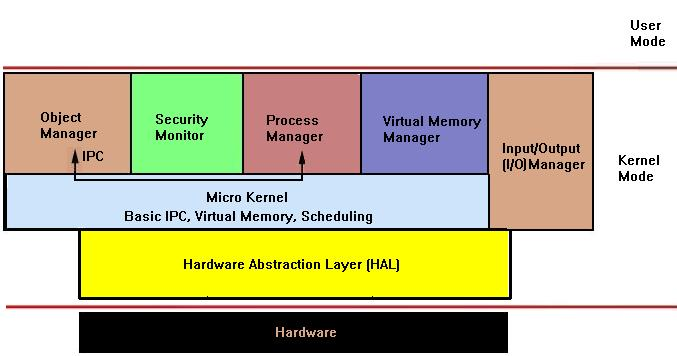 User
Mode
Object
Manager
IPC
Security
Monitor
Process
Manager
Virtual Memory
Manager
Input/Output
(I/O)Manager
Kernel
Mode
Micro Kernel
Basic IPC, Virtual Memory, Scheduling
Hardware Abstraction Layer (HAL)
Hardware